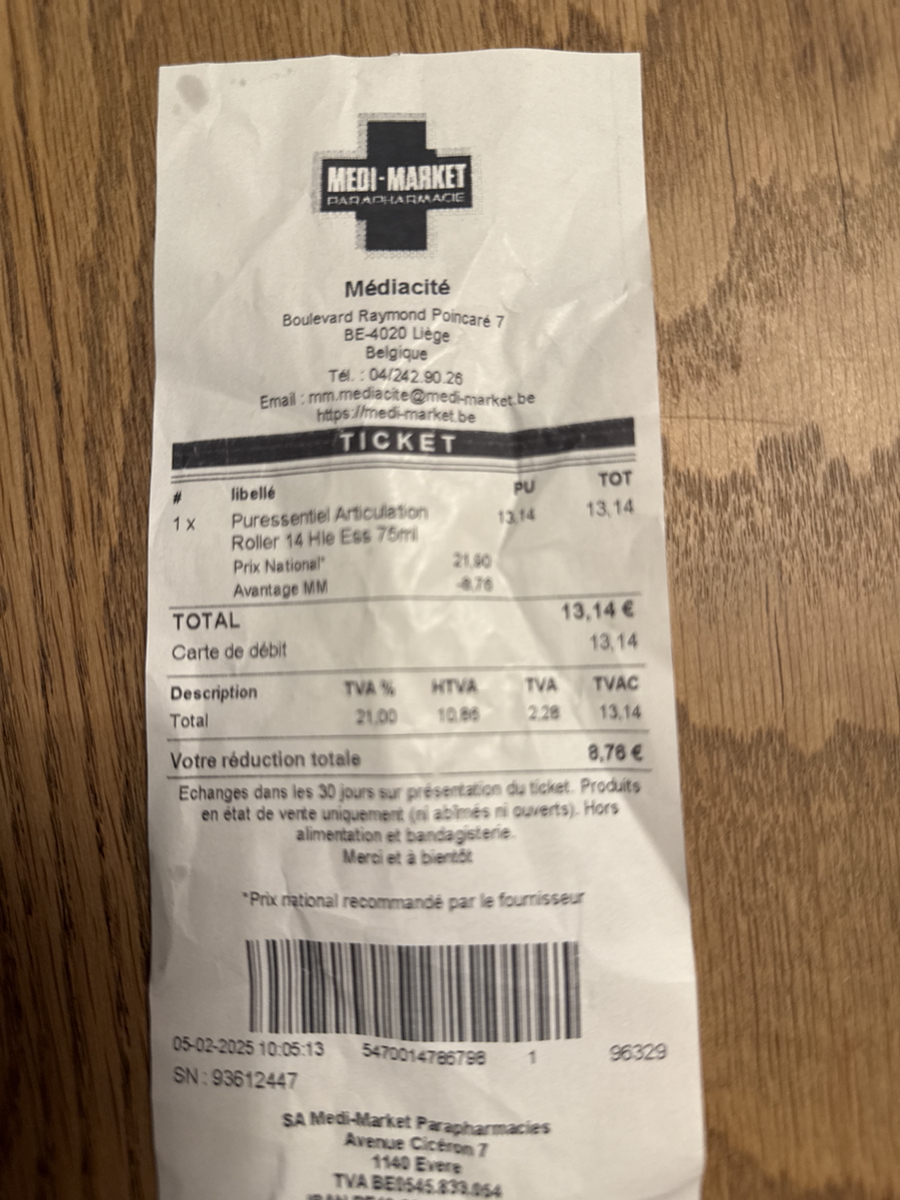 MEDI-MARKET
PARAPHARMACIE
Médiacité
Boulevard Raymond Poincaré 7
BE-4020 Liège
Belgique
Tél. : 04/242.90.26
Email : mm.mediacite@medi-market.be
https://medi-market.be
TICKET
# libellé PU TOT
1 x Puressentiel Articulation 13,14 13,14
Roller 14 Hle Ess 75ml
Prix National* 21,90
Avantage MM -8,76
TOTAL 13,14 €
Carte de débit 13,14
Description TVA % HTVA TVA TVAC
Total 21,00 10,86 2,28 13,14
Votre réduction totale 8,76 €
Echanges dans les 30 jours sur présentation du ticket. Produits
en état de vente uniquement (ni abîmés ni ouverts). Hors
alimentation et bandagisterie.
Merci et à bientôt
*Prix national recommandé par le fournisseur
05-02-2025 10:05:13 5470014786798 1 96329
SN : 93612447
SA Medi-Market Parapharmacies
Avenue Cicéron 7
1140 Evere
TVA BE0545.833.054